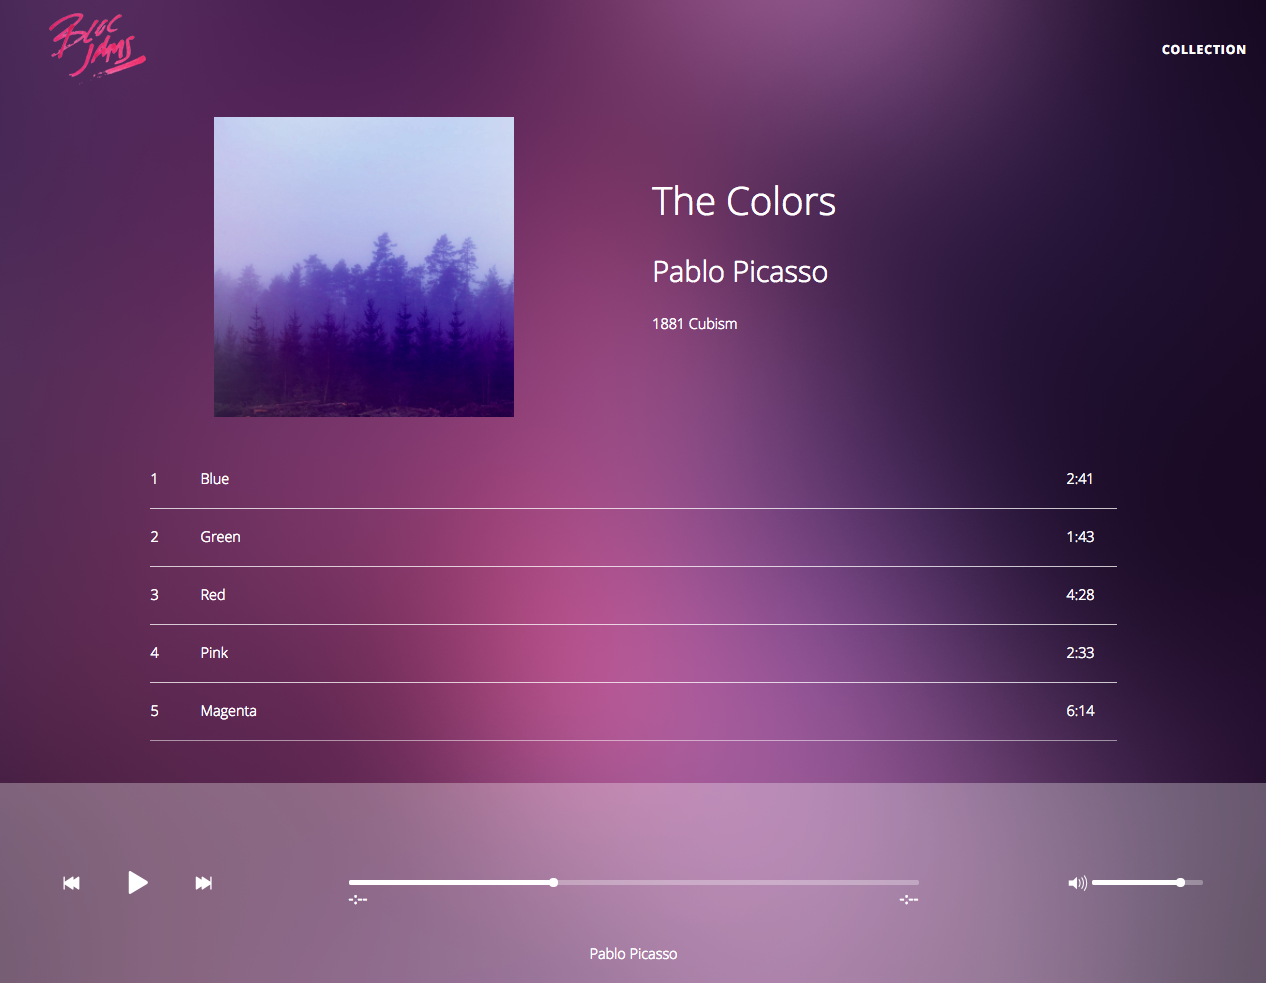 Bloc
Jams
COLLECTION
The Colors
Pablo Picasso
1881 Cubism
1 Blue 2:41
2 Green 1:43
3 Red 4:28
4 Pink 2:33
5 Magenta 6:14
-:-- -:--
Pablo Picasso